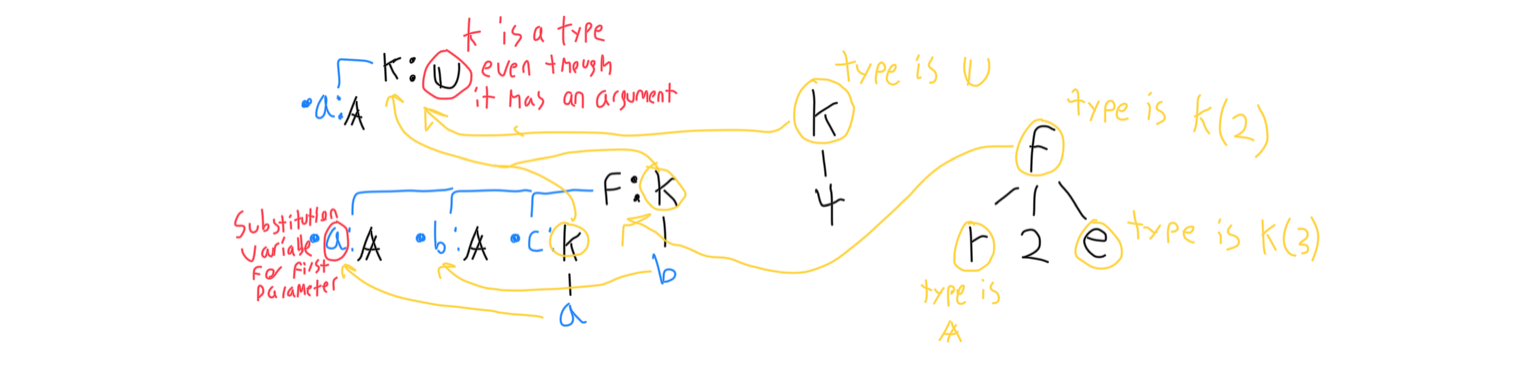 k is a type
even though
it has an argument
k : 𝕌
• a : 𝔸
type is 𝕌
k
4
type is k(2)
f
r 2 e
type is k(3)
type is
𝔸
F : k
b
Substitution
variable
For First
Parameter
• a : 𝔸 • b : 𝔸 • c : k
a